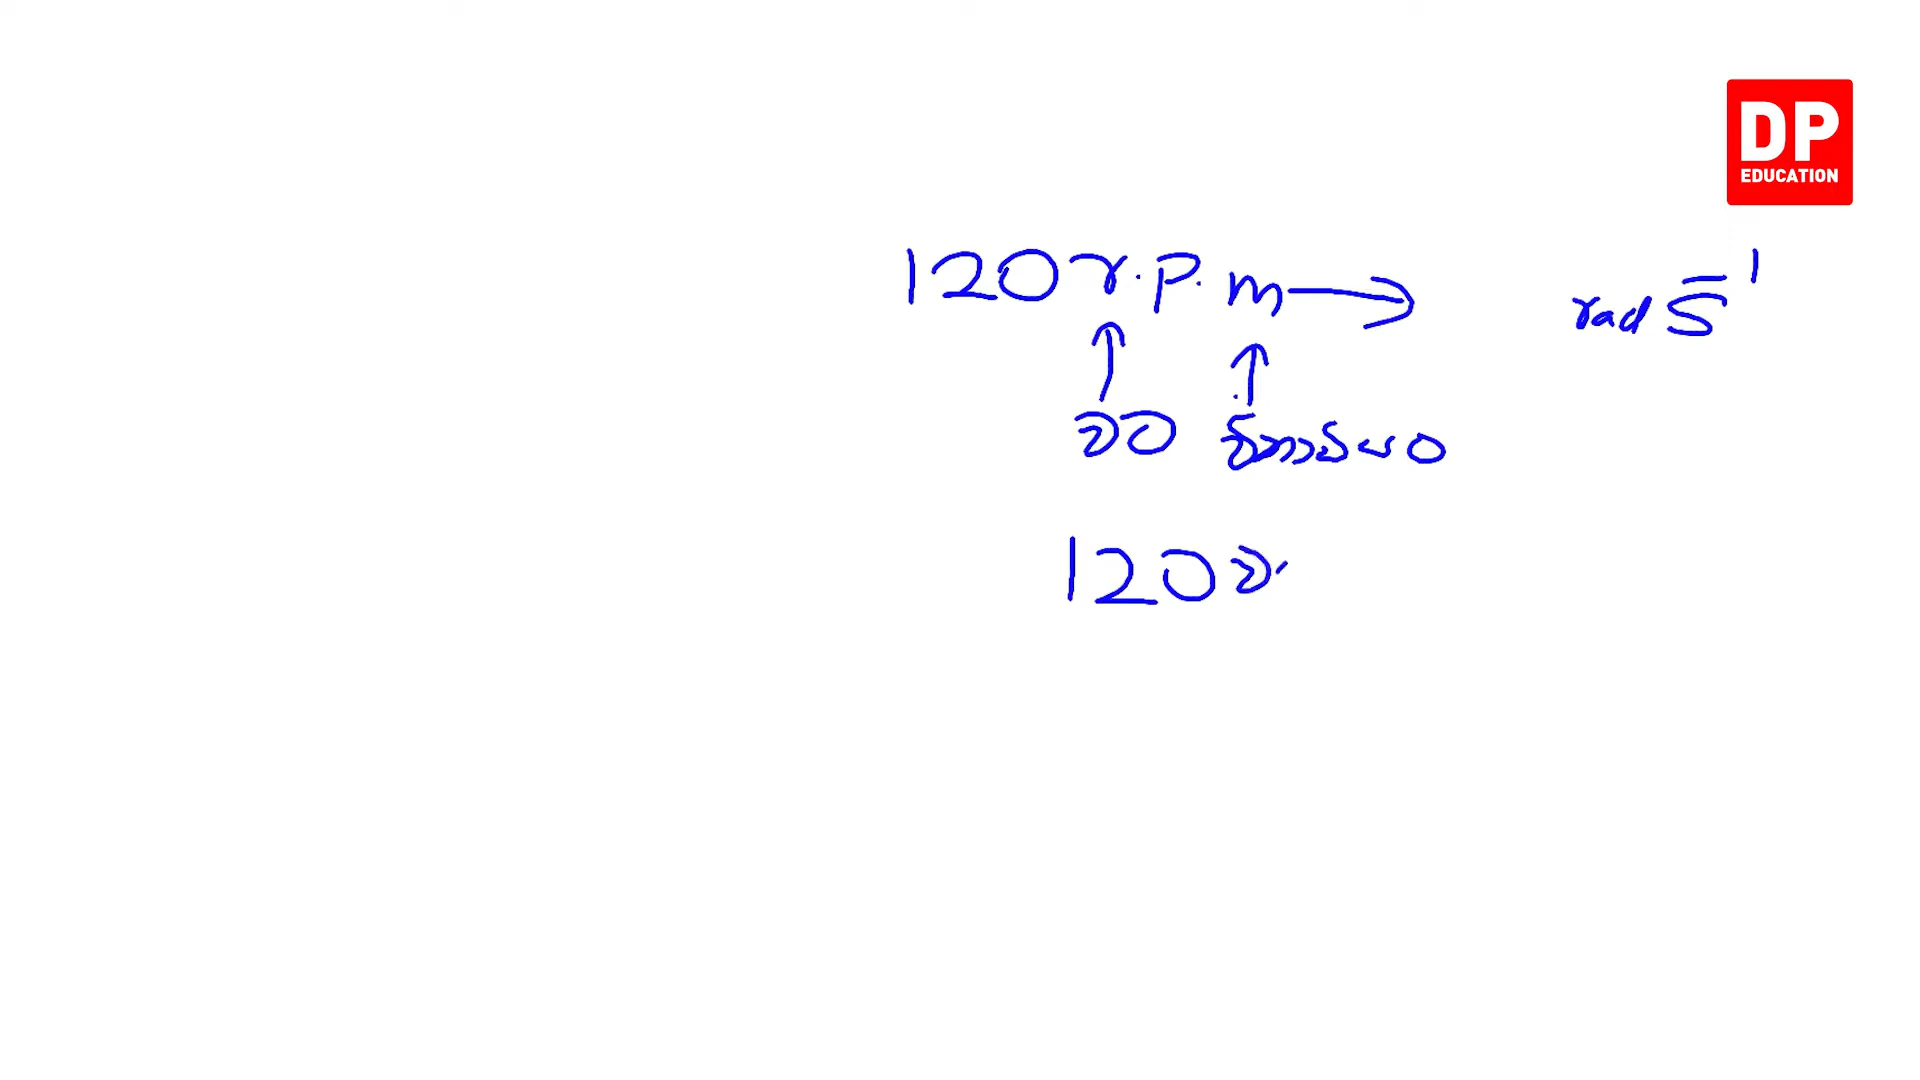 DP
EDUCATION
120 r.p.m → rad s⁻¹
වට
120 ව